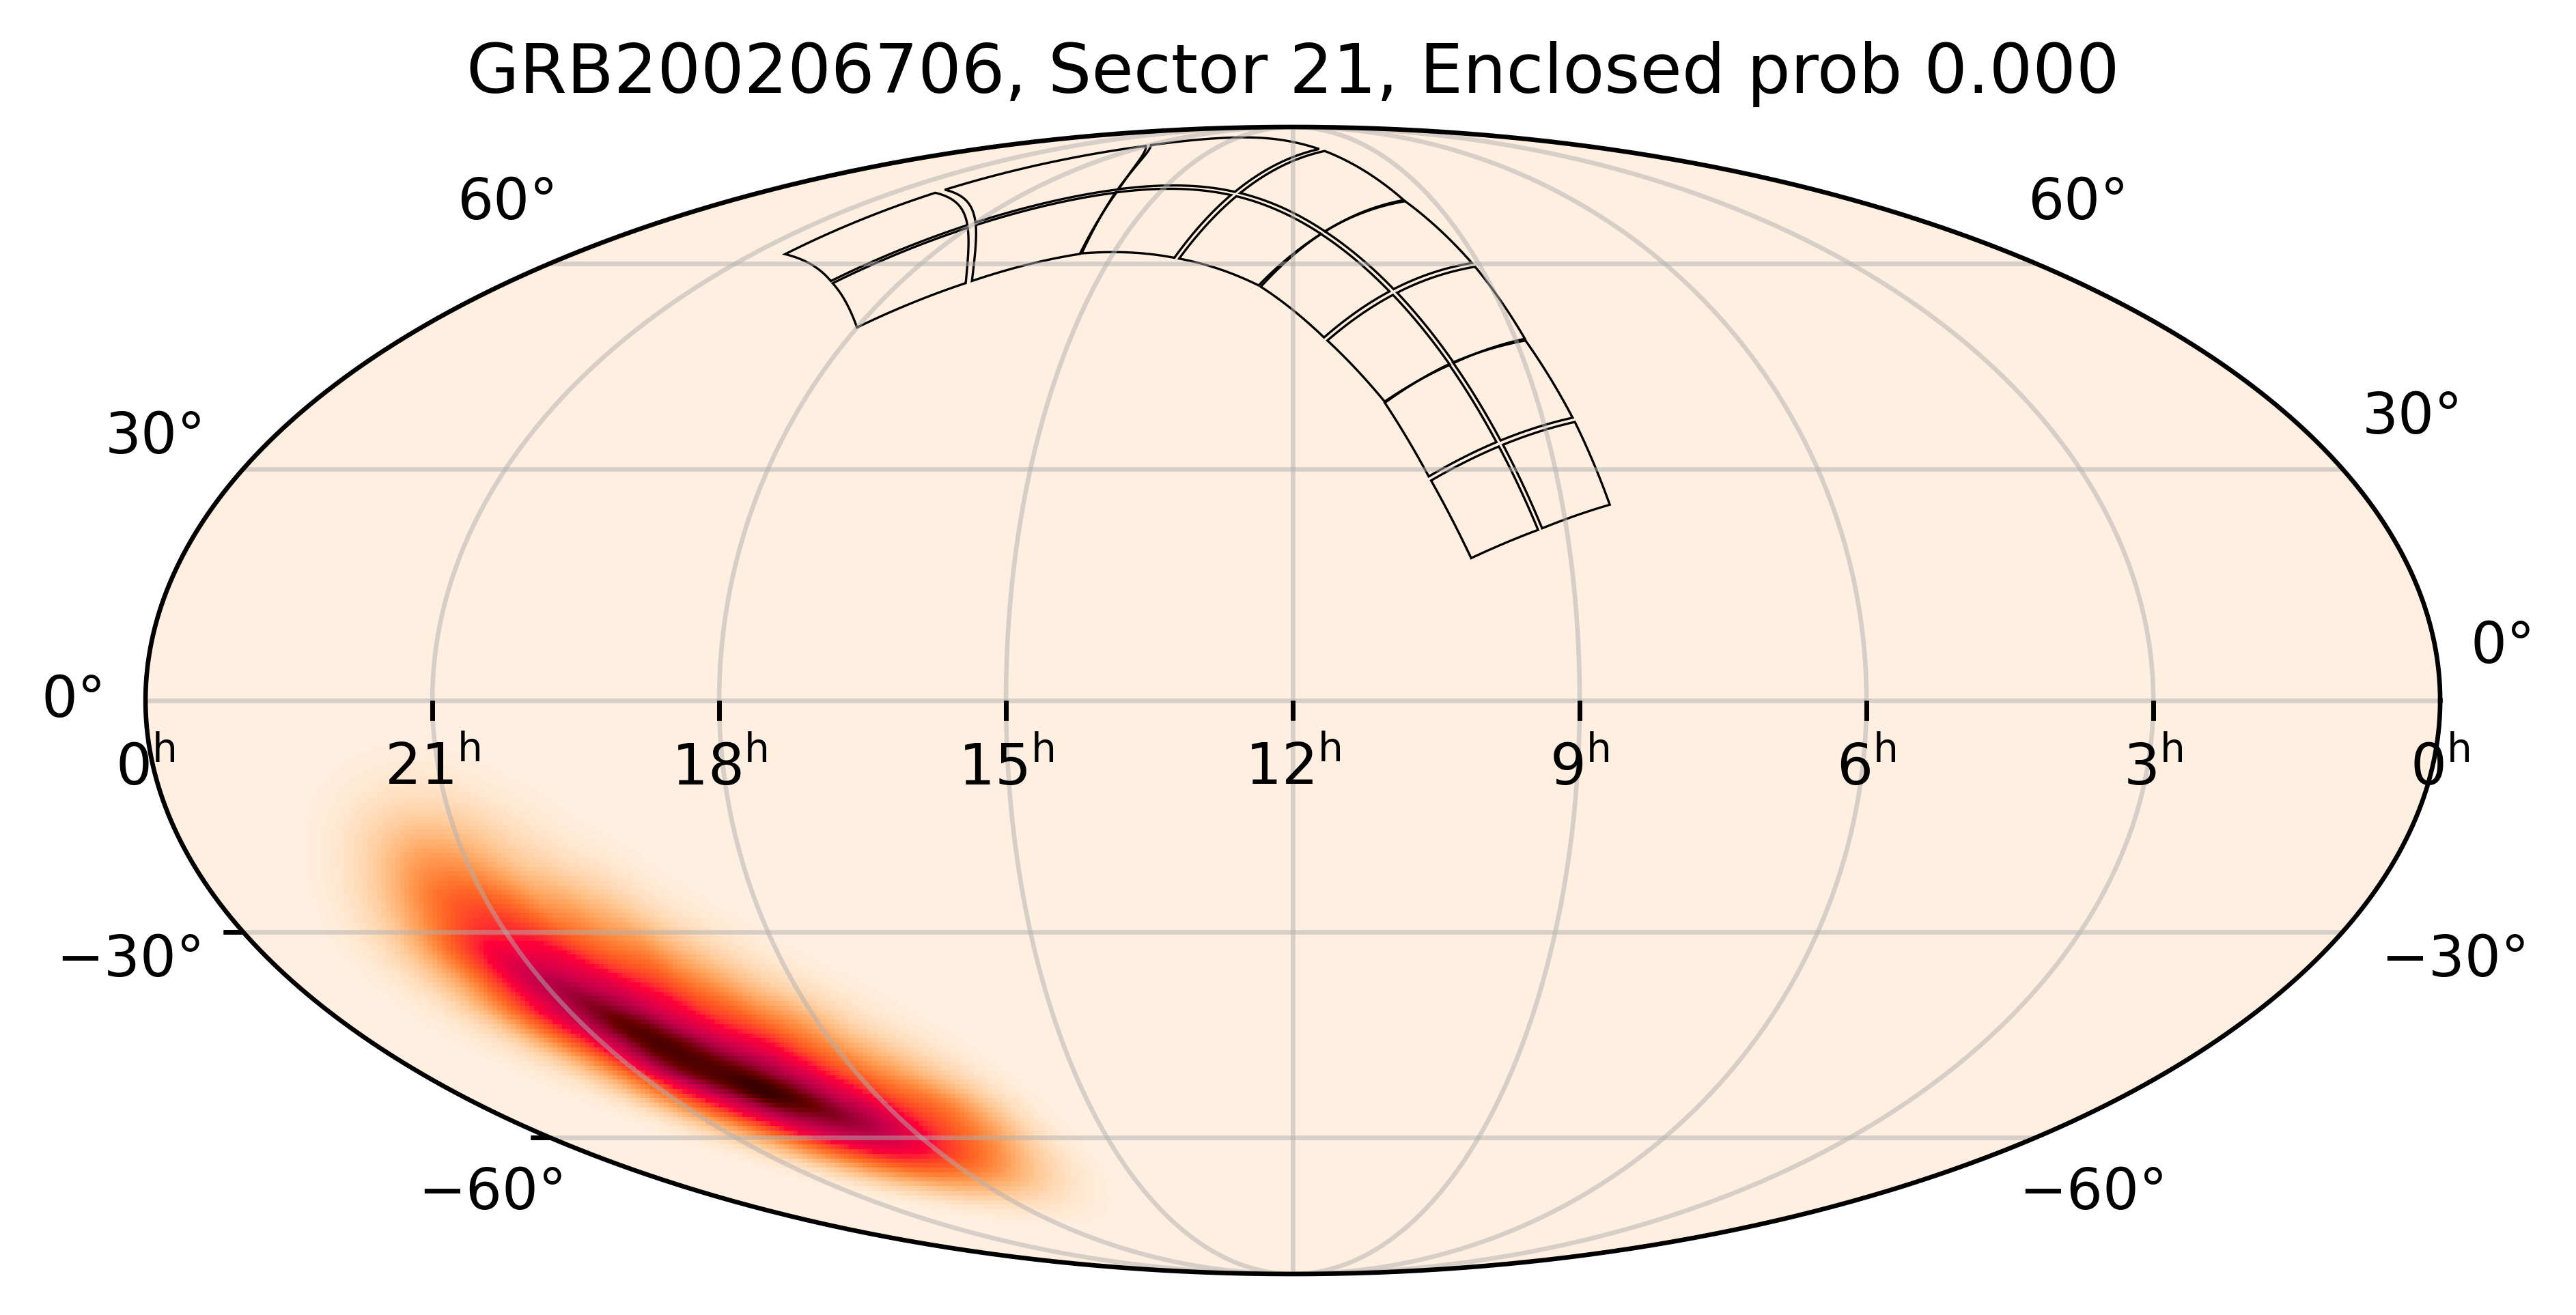 GRB200206706, Sector 21, Enclosed prob 0.000
60° 60°
30° 30°
0° 0°
0ʰ 21ʰ 18ʰ 15ʰ 12ʰ 9ʰ 6ʰ 3ʰ 0ʰ
−30° −30°
−60° −60°